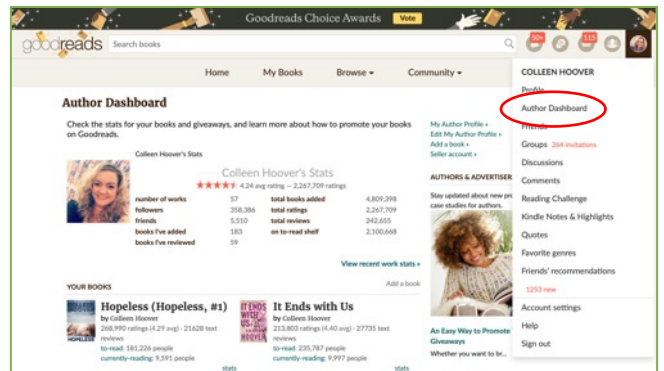 Goodreads Choice Awards Vote
goodreads Search books 50+ 115
Home My Books Browse ▾ Community ▾
COLLEEN HOOVER
Profile
Author Dashboard
Friends
Groups 264 invitations
Discussions
Comments
Reading Challenge
Kindle Notes & Highlights
Quotes
Favorite genres
Friends' recommendations
1253 new
Account settings
Help
Sign out
Author Dashboard
Check the stats for your books and giveaways, and learn more about how to promote your books
on Goodreads.
Colleen Hoover's Stats
Colleen Hoover's Stats
4.24 avg rating — 2,267,709 ratings
number of works 57 total books added 4,809,398
followers 358,386 total ratings 2,267,709
friends 5,510 total reviews 242,655
books I've added 183 on to-read shelf 2,100,668
books I've reviewed 59
View recent work stats »
My Author Profile »
Edit My Author Profile »
Add a book »
Seller account »
AUTHORS & ADVERTISER
Stay updated about new pr
case studies for authors.
An Easy Way to Promote
Giveaways
Whether you want to br...
YOUR BOOKS Add a book
Hopeless (Hopeless, #1)
by Colleen Hoover
268,990 ratings (4.29 avg) · 21628 text
reviews
to-read: 181,226 people
currently-reading: 9,591 people
stats
HOPELESS
It Ends with Us
by Colleen Hoover
213,803 ratings (4.40 avg) · 27735 text
reviews
to-read: 235,787 people
currently-reading: 9,997 people
stats
IT ENDS
WITH
US
HOOVER